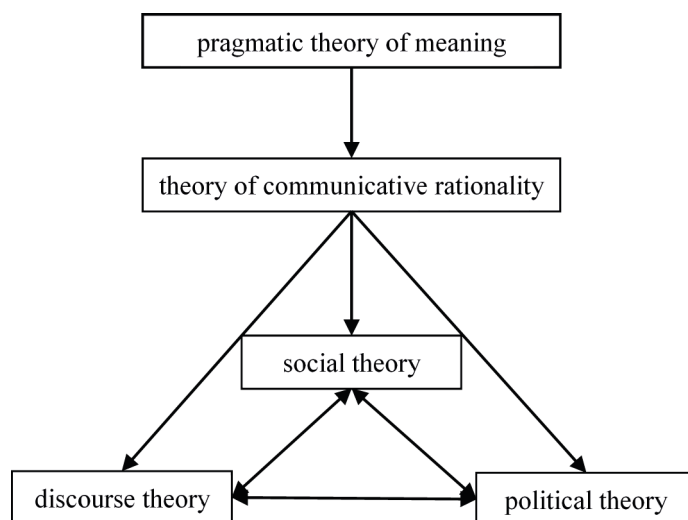 pragmatic theory of meaning
theory of communicative rationality
social theory
discourse theory
political theory